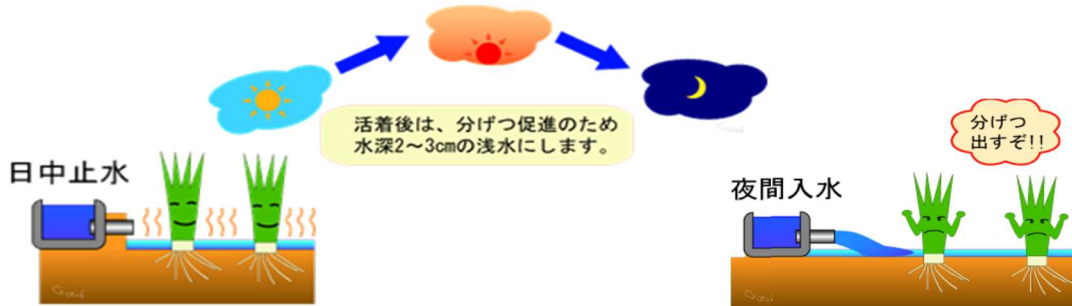 活着後は、分げつ促進のため
水深2～3cmの浅水にします。
日中止水
夜間入水
分げつ
出すぞ!!